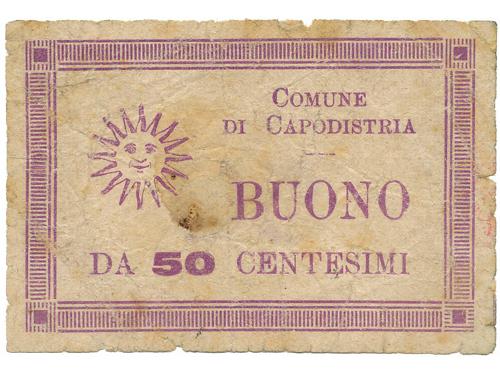 COMUNE
DI CAPODISTRIA
BUONO
DA 50 CENTESIMI